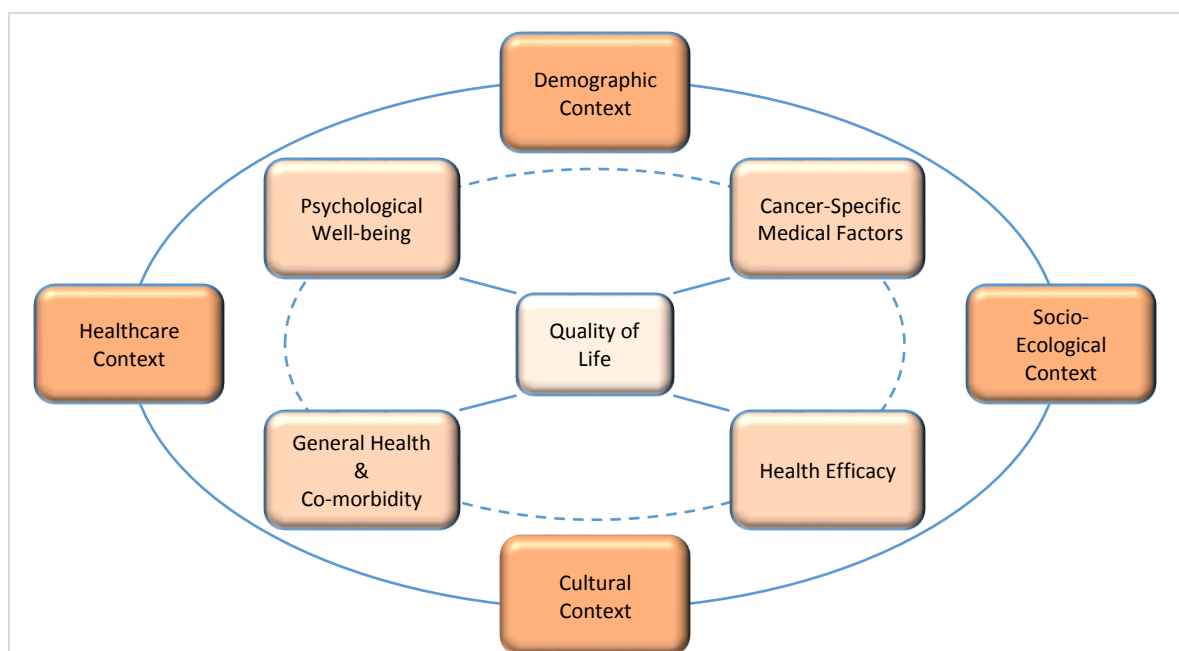 Demographic
Context
Psychological
Well-being
Cancer-Specific
Medical Factors
Healthcare
Context
Quality of
Life
Socio-
Ecological
Context
General Health
&
Co-morbidity
Health Efficacy
Cultural
Context